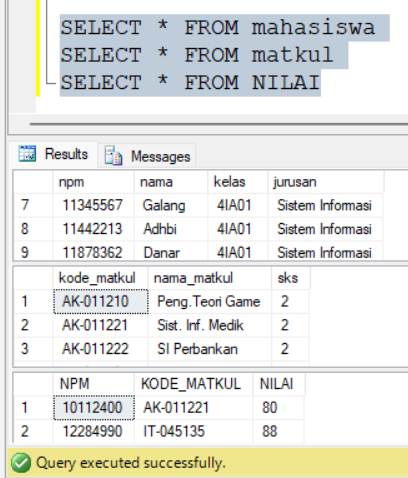 SELECT * FROM mahasiswa
SELECT * FROM matkul
SELECT * FROM NILAI
Results Messages
npm nama kelas jurusan
7 11345567 Galang 4IA01 Sistem Informasi
8 11442213 Adhbi 4IA01 Sistem Informasi
9 11878362 Danar 4IA01 Sistem Informasi
kode_matkul nama_matkul sks
1 AK-011210 Peng.Teori Game 2
2 AK-011221 Sist. Inf. Medik 2
3 AK-011222 SI Perbankan 2
NPM KODE_MATKUL NILAI
1 10112400 AK-011221 80
2 12284990 IT-045135 88
Query executed successfully.